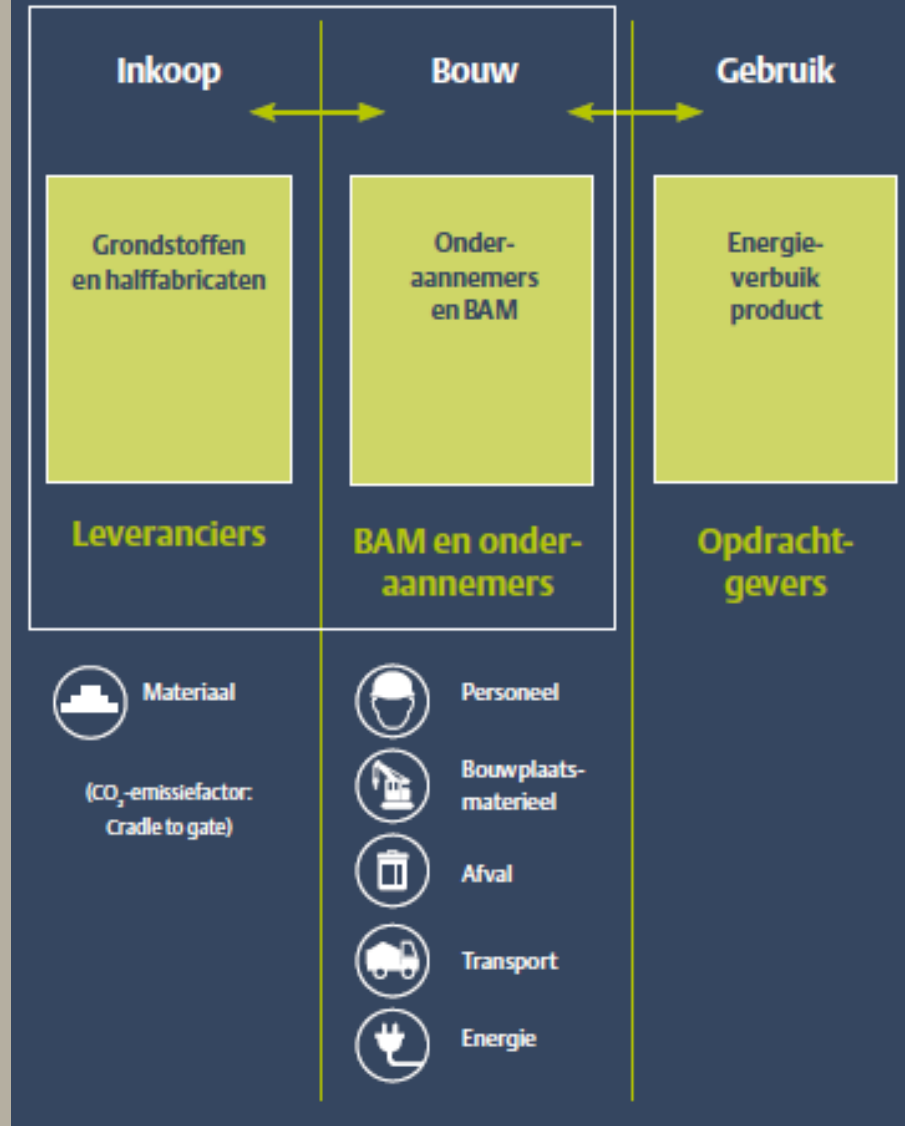 Inkoop
Bouw
Gebruik
Grondstoffen
en halffabricaten
Onder-
aannemers
en BAM
Energie-
verbuik
product
Leveranciers
BAM en onder-
aannemers
Opdracht-
gevers
Materiaal
(CO₂-emissiefactor:
Cradle to gate)
Personeel
Bouwplaats-
materieel
Afval
Transport
Energie